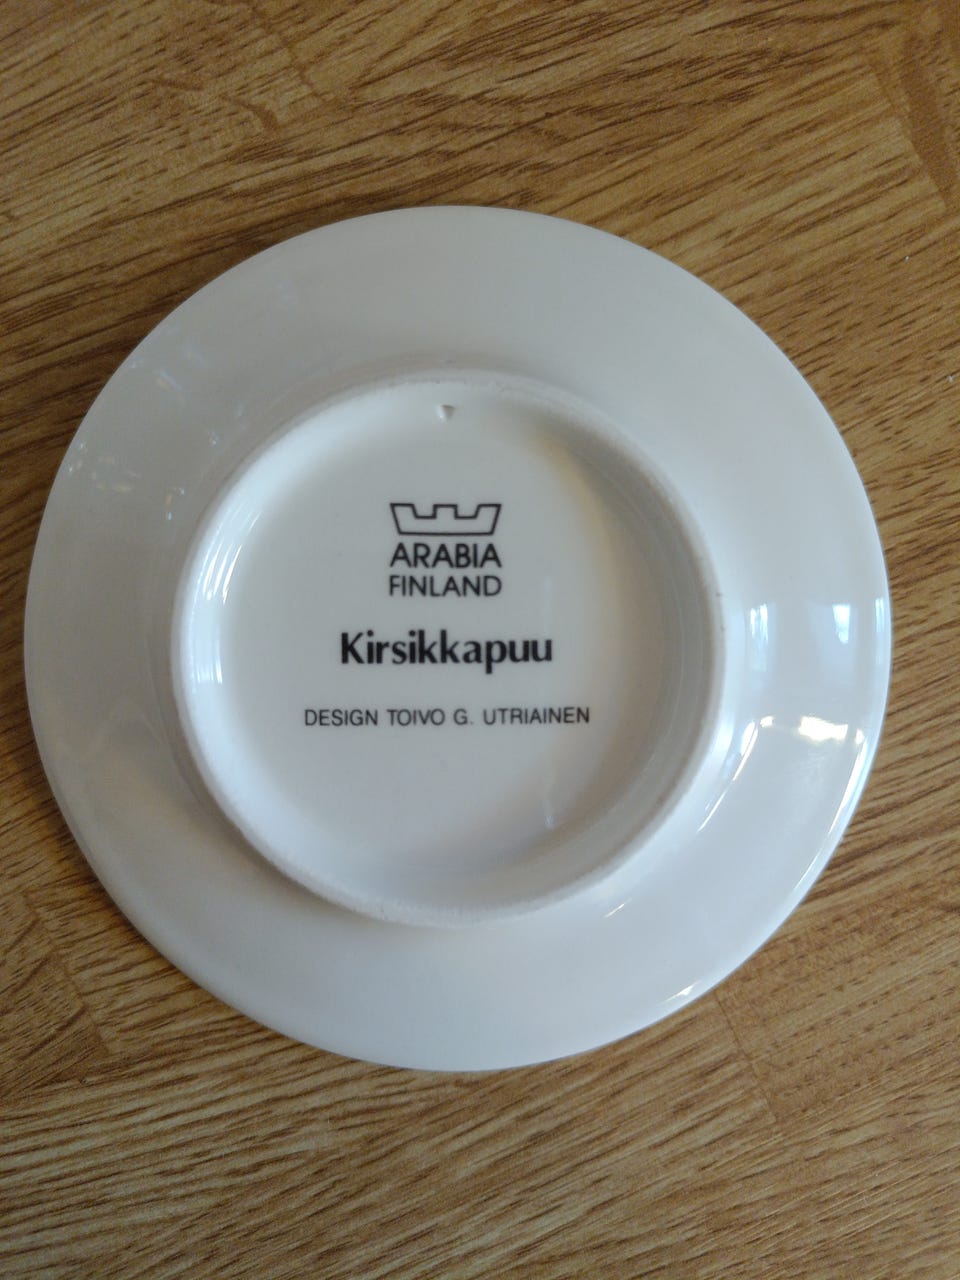 ARABIA
FINLAND
Kirsikkapuu
DESIGN TOIVO G. UTRIAINEN